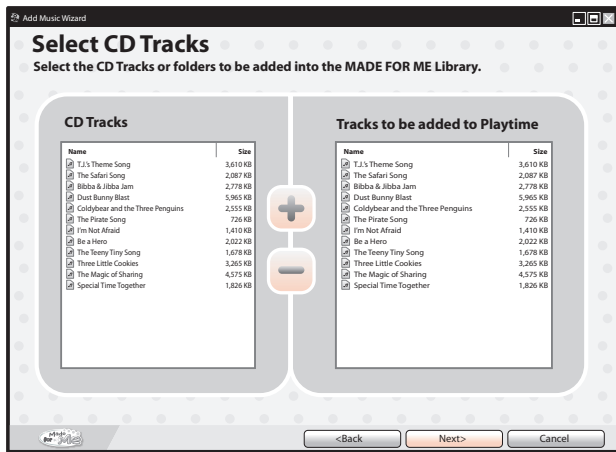 Add Music Wizard
Select CD Tracks
Select the CD Tracks or folders to be added into the MADE FOR ME Library.
CD Tracks
Name Size
T.J.'s Theme Song 3,610 KB
The Safari Song 2,087 KB
Bibba & Jibba Jam 2,778 KB
Dust Bunny Blast 5,965 KB
Coldybear and the Three Penguins 2,555 KB
The Pirate Song 726 KB
I'm Not Afraid 1,410 KB
Be a Hero 2,022 KB
The Teeny Tiny Song 1,678 KB
Three Little Cookies 3,265 KB
The Magic of Sharing 4,575 KB
Special Time Together 1,826 KB
Tracks to be added to Playtime
Name Size
T.J.'s Theme Song 3,610 KB
The Safari Song 2,087 KB
Bibba & Jibba Jam 2,778 KB
Dust Bunny Blast 5,965 KB
Coldybear and the Three Penguins 2,555 KB
The Pirate Song 726 KB
I'm Not Afraid 1,410 KB
Be a Hero 2,022 KB
The Teeny Tiny Song 1,678 KB
Three Little Cookies 3,265 KB
The Magic of Sharing 4,575 KB
Special Time Together 1,826 KB
Made
for Me
<Back Next> Cancel